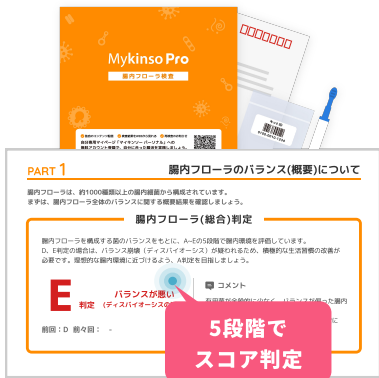 Mykinso Pro
腸内フローラ検査
PART 1
腸内フローラのバランス(概要)について
腸内フローラは、約1000種類以上の腸内細菌から構成されています。
まずは、腸内フローラ全体のバランスに関する概要結果を確認しましょう。
腸内フローラ(総合)判定
腸内フローラを構成する菌のバランスをもとに、A~Eの5段階で腸内環境を評価しています。
D、E判定の場合は、バランス崩壊（ディスバイオーシス）が疑われるため、積極的な生活習慣の改善が
必要です。理想的な腸内環境に近づけるよう、A判定を目指しましょう。
E 判定
バランスが悪い
（ディスバイオーシスの
コメント
前回：D 前々回： -
5段階で
スコア判定